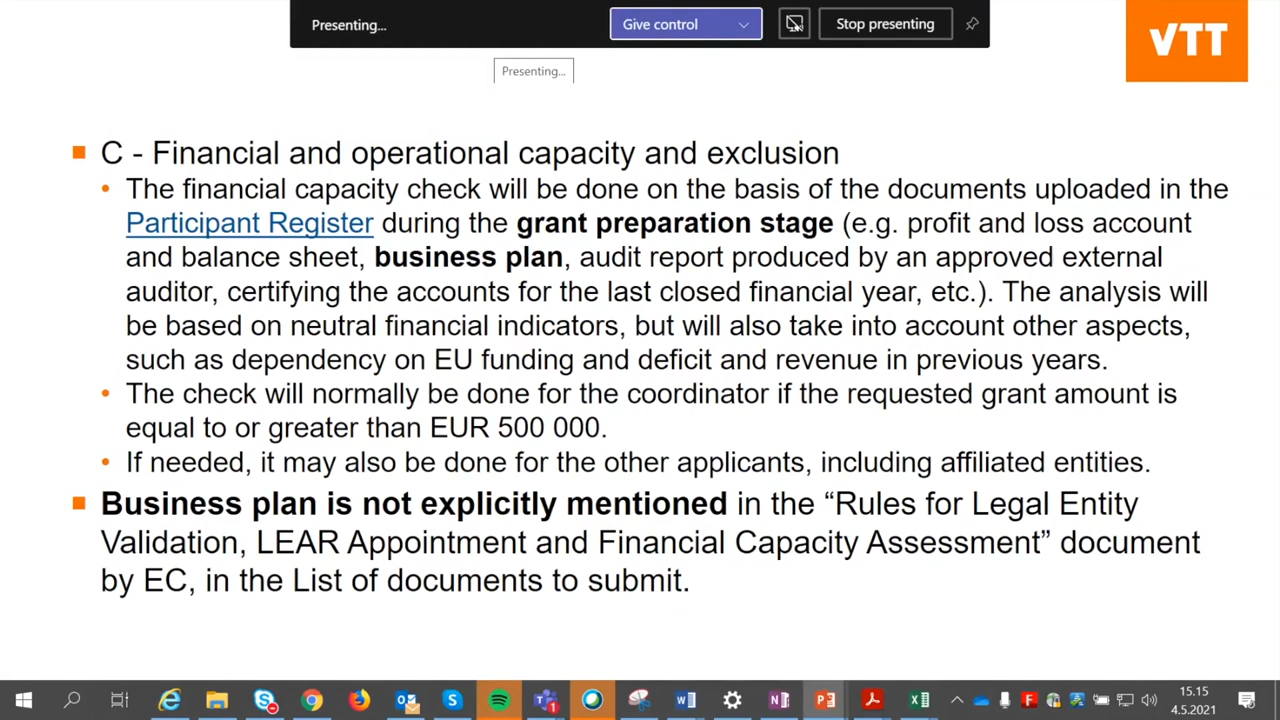 Presenting...
Give control
Stop presenting
VTT
Presenting...
C - Financial and operational capacity and exclusion
The financial capacity check will be done on the basis of the documents uploaded in the
Participant Register during the grant preparation stage (e.g. profit and loss account
and balance sheet, business plan, audit report produced by an approved external
auditor, certifying the accounts for the last closed financial year, etc.). The analysis will
be based on neutral financial indicators, but will also take into account other aspects,
such as dependency on EU funding and deficit and revenue in previous years.
The check will normally be done for the coordinator if the requested grant amount is
equal to or greater than EUR 500 000.
If needed, it may also be done for the other applicants, including affiliated entities.
Business plan is not explicitly mentioned in the “Rules for Legal Entity
Validation, LEAR Appointment and Financial Capacity Assessment” document
by EC, in the List of documents to submit.
15.15
4.5.2021